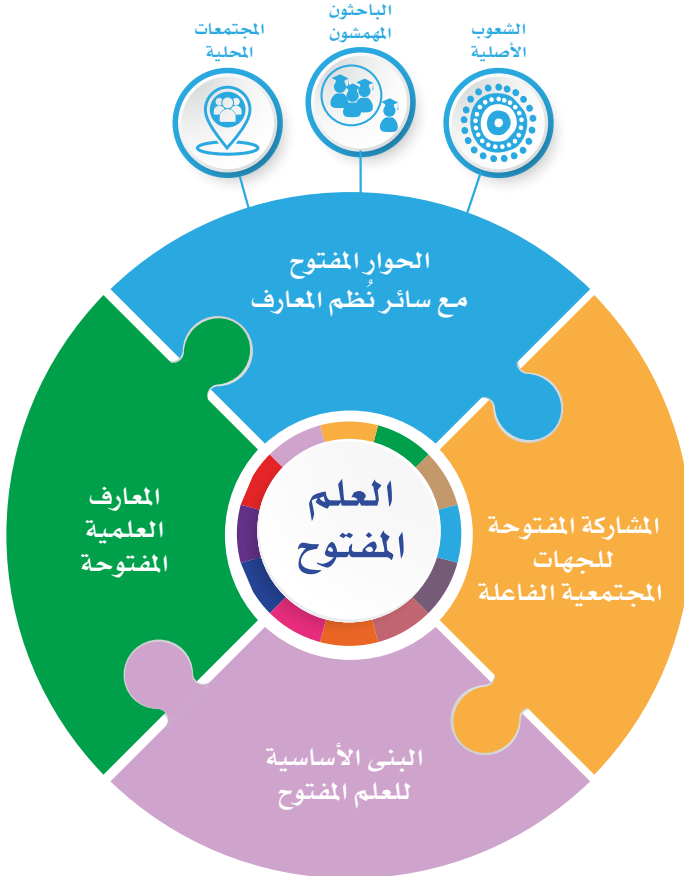 الشعوب
الأصلية
الباحثون
المهمشون
المجتمعات
المحلية
الحوار المفتوح
مع سائر نُظم المعارف
المشاركة المفتوحة
للجهات
المجتمعية الفاعلة
العلم
المفتوح
المعارف
العلمية
المفتوحة
البنى الأساسية
للعلم المفتوح